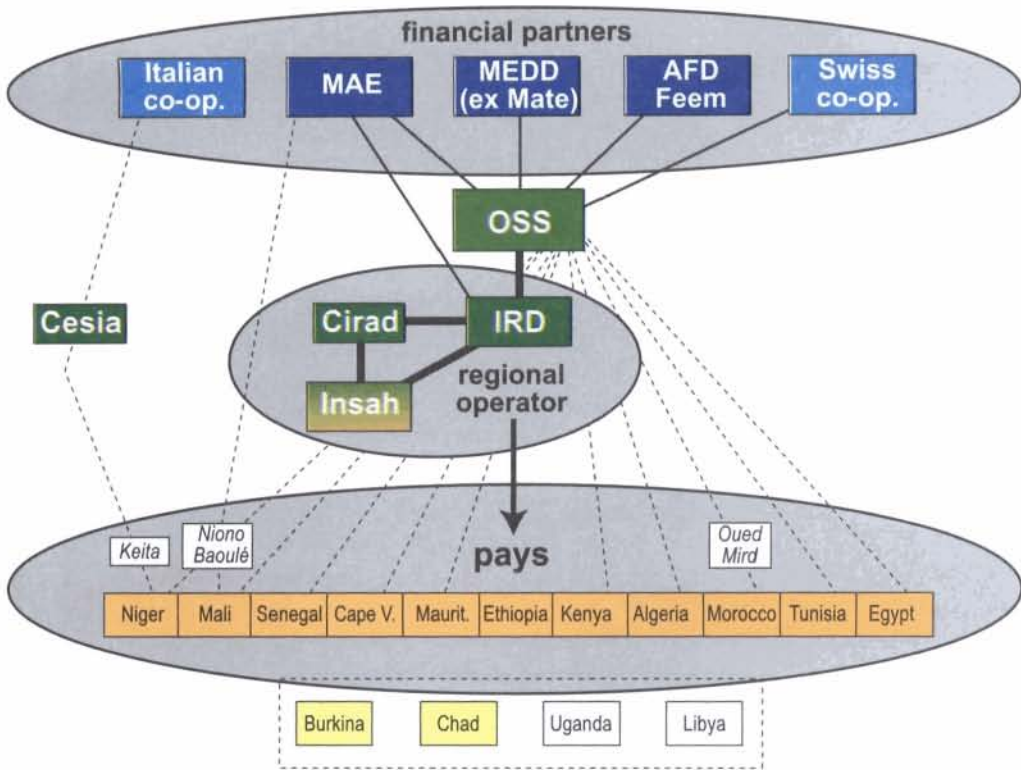 financial partners
Italian
co-op.
MAE
MEDD
(ex Mate)
AFD
Feem
Swiss
co-op.
OSS
Cesia
Cirad
IRD
Insah
regional
operator
Keita
Niono
Baoulé
Oued
Mird
pays
Niger
Mali
Senegal
Cape V.
Maurit.
Ethiopia
Kenya
Algeria
Morocco
Tunisia
Egypt
Burkina
Chad
Uganda
Libya